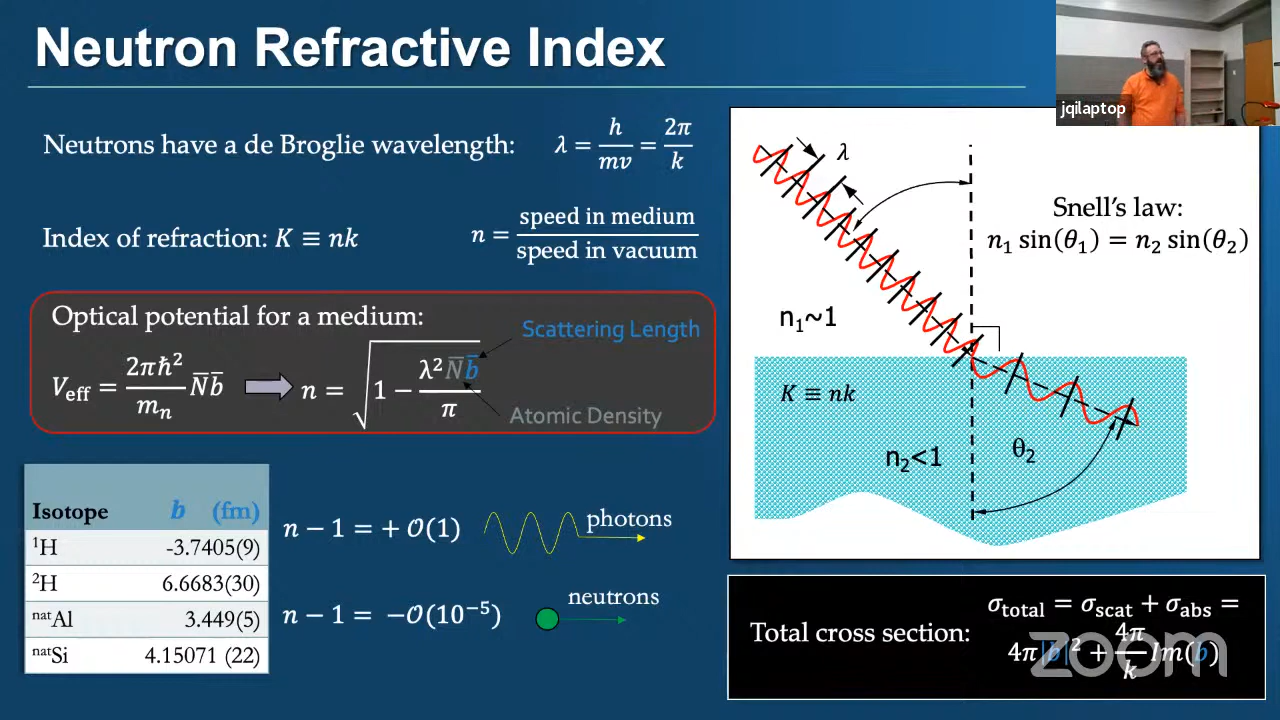 Neutron Refractive Index
jqilaptop
Neutrons have a de Broglie wavelength: λ = h/mv = 2π/k
Index of refraction: K ≡ nk
n = speed in medium / speed in vacuum
Optical potential for a medium:
Scattering Length
V_eff = 2πℏ²/m_n N̅b̅
n = √(1 − λ²N̅b̅/π)
Atomic Density
Isotope b (fm)
¹H -3.7405(9)
²H 6.6683(30)
ⁿᵃᵗAl 3.449(5)
ⁿᵃᵗSi 4.15071 (22)
n − 1 = + 𝒪(1)
photons
n − 1 = −𝒪(10⁻⁵)
neutrons
λ
Snell's law:
n₁ sin(θ₁) = n₂ sin(θ₂)
n₁~1
K ≡ nk
n₂<1
θ₂
Total cross section:
σ_total = σ_scat + σ_abs =
4π|b|² + 4π/k Im(b)
zoom